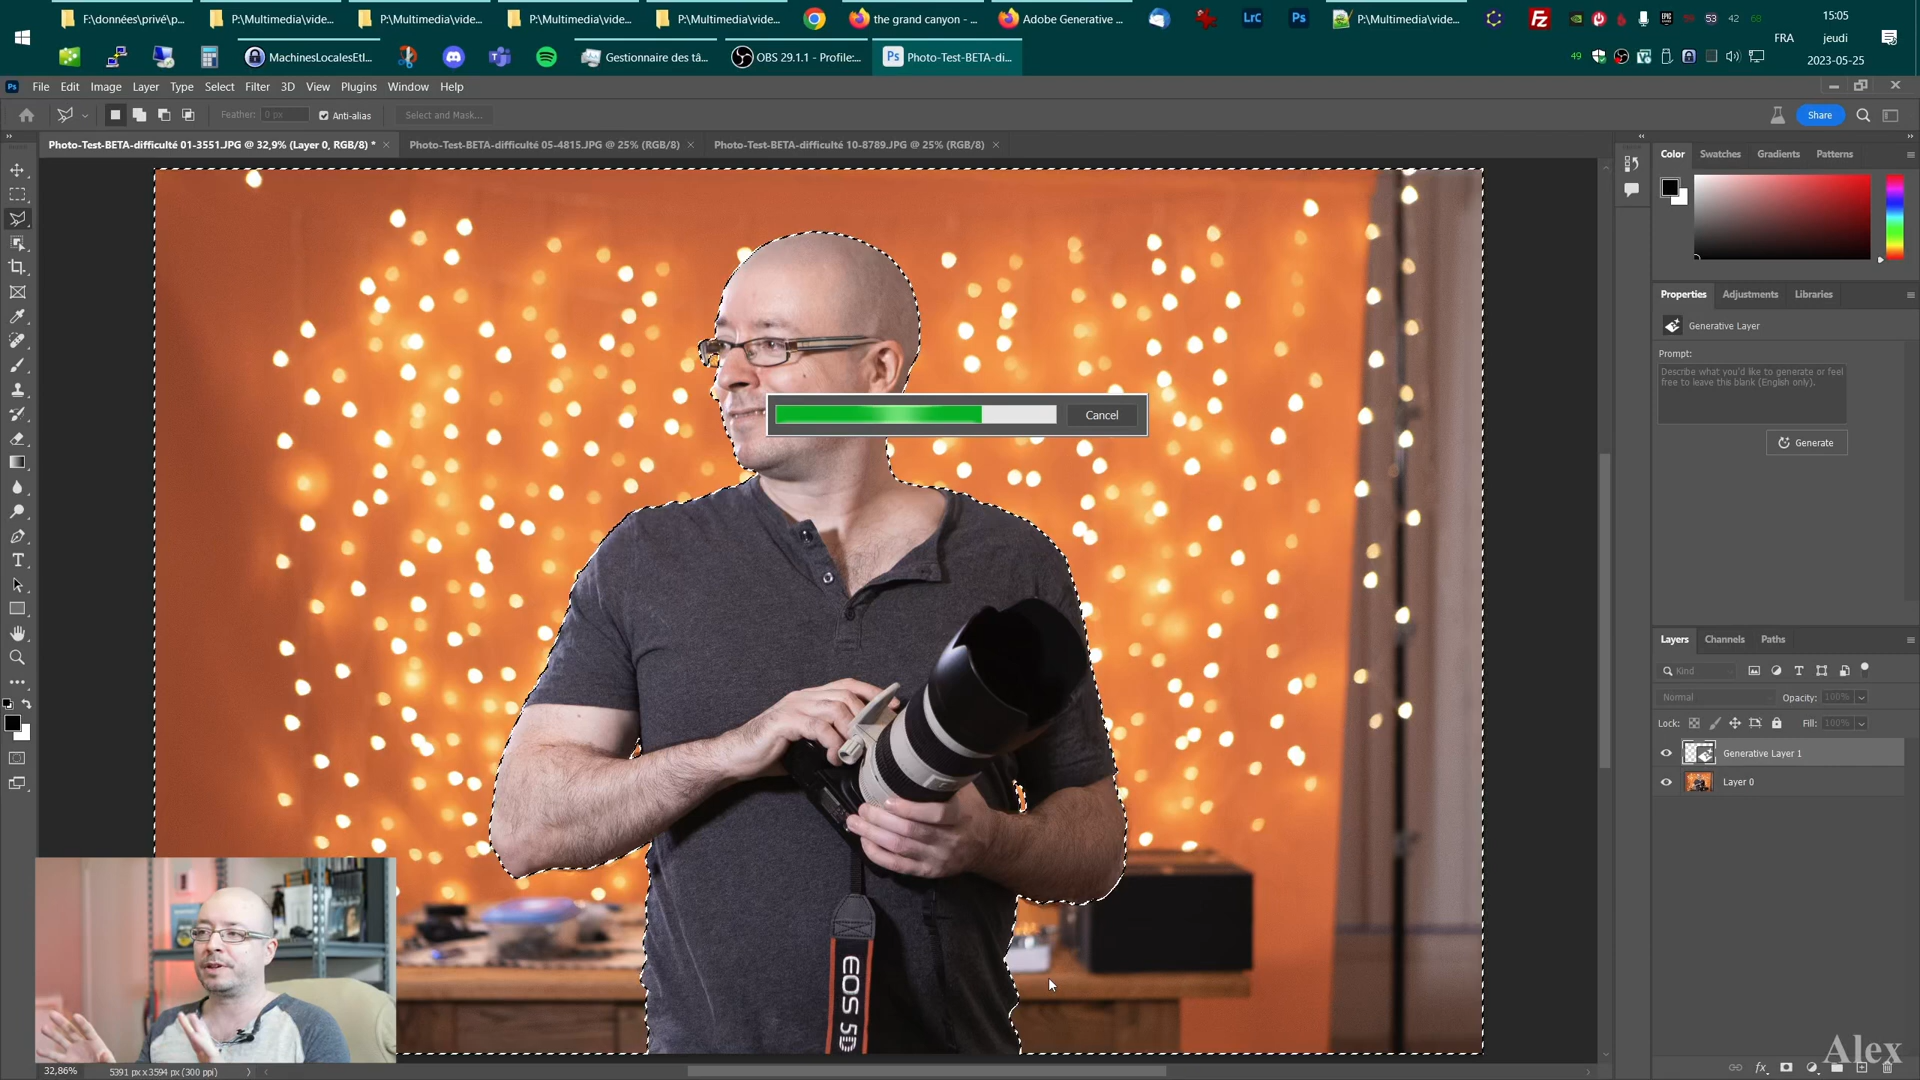 F:\données\privé\p...
P:\Multimedia\vide...
P:\Multimedia\vide...
P:\Multimedia\vide...
P:\Multimedia\vide...
the grand canyon - ...
Adobe Generative ...
LrC
Ps
P:\Multimedia\vide...
53
42
15:05
MachinesLocalesEtI...
Gestionnaire des tâ...
OBS 29.1.1 - Profile:...
Ps
Photo-Test-BETA-di...
49
FRA
jeudi
2023-05-25
Ps
File Edit Image Layer Type Select Filter 3D View Plugins Window Help
Feather: 0 px Anti-alias Select and Mask... Share
Photo-Test-BETA-difficulté 01-3551.JPG @ 32,9% (Layer 0, RGB/8) *
Photo-Test-BETA-difficulté 05-4815.JPG @ 25% (RGB/8)
Photo-Test-BETA-difficulté 10-8789.JPG @ 25% (RGB/8)
Color Swatches Gradients Patterns
Properties Adjustments Libraries
Generative Layer
Prompt:
Describe what you'd like to generate or feel
free to leave this blank (English only).
Cancel
Generate
Layers Channels Paths
Kind
Normal Opacity: 100%
Lock: Fill: 100%
Generative Layer 1
Layer 0
EOS 5D
Alex
32,86% 5391 px x 3594 px (300 ppi)
fx